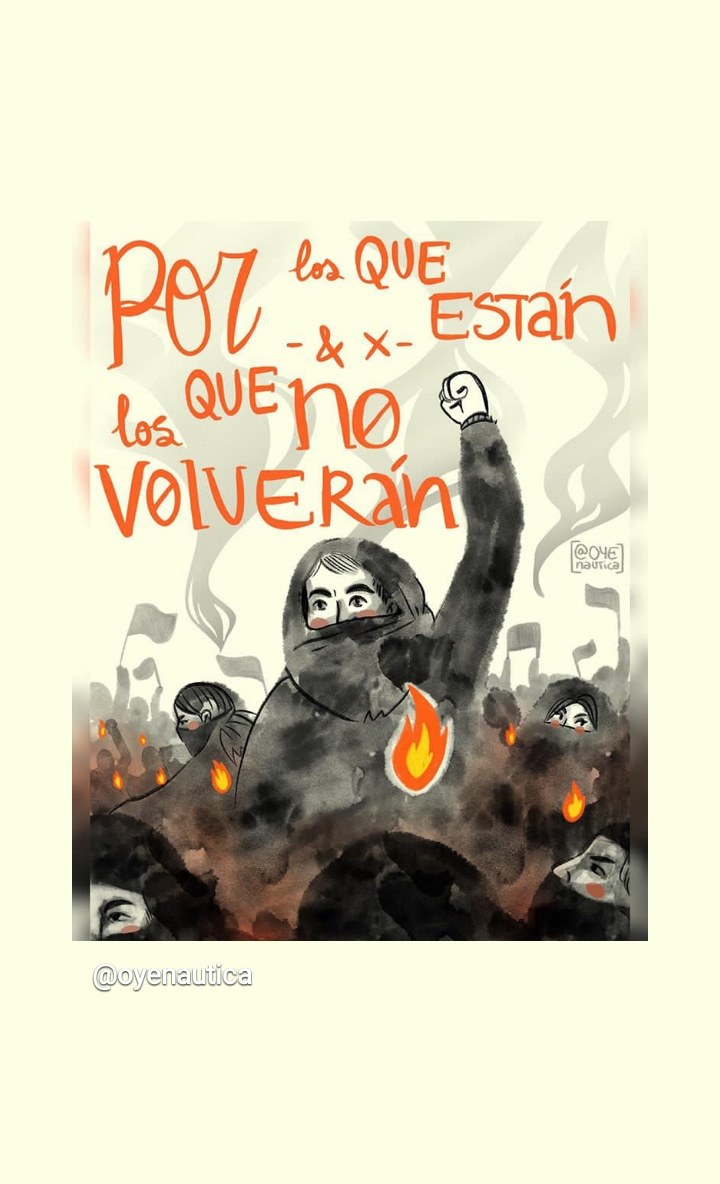 Por los QUE
ESTán
- & x -
los QUE no
VOLVERán
[@OYE
nautica]
@oyenautica